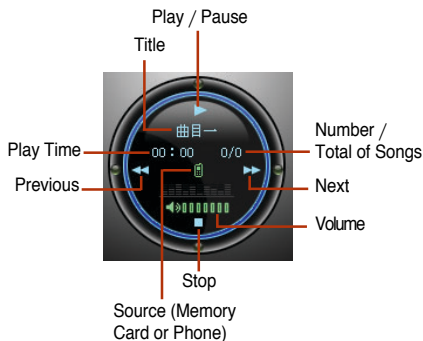 Play / Pause
Title
曲目一
Play Time
00:00
0/0
Number /
Total of Songs
Previous
Next
Volume
Stop
Source (Memory
Card or Phone)